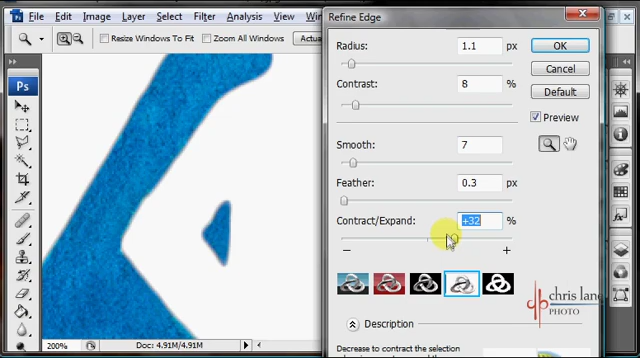 Refine Edge
Ps File Edit Image Layer Select Filter Analysis View Window
Resize Windows To Fit Zoom All Windows Actua
Ps
Radius: 1.1 px
OK
Contrast: 8 %
Cancel
Default
Preview
Smooth: 7
Feather: 0.3 px
Contract/Expand: +32 %
− +
chris lane
PHOTO
Description
200% Doc: 4.91M/4.91M
Decrease to contract the selection